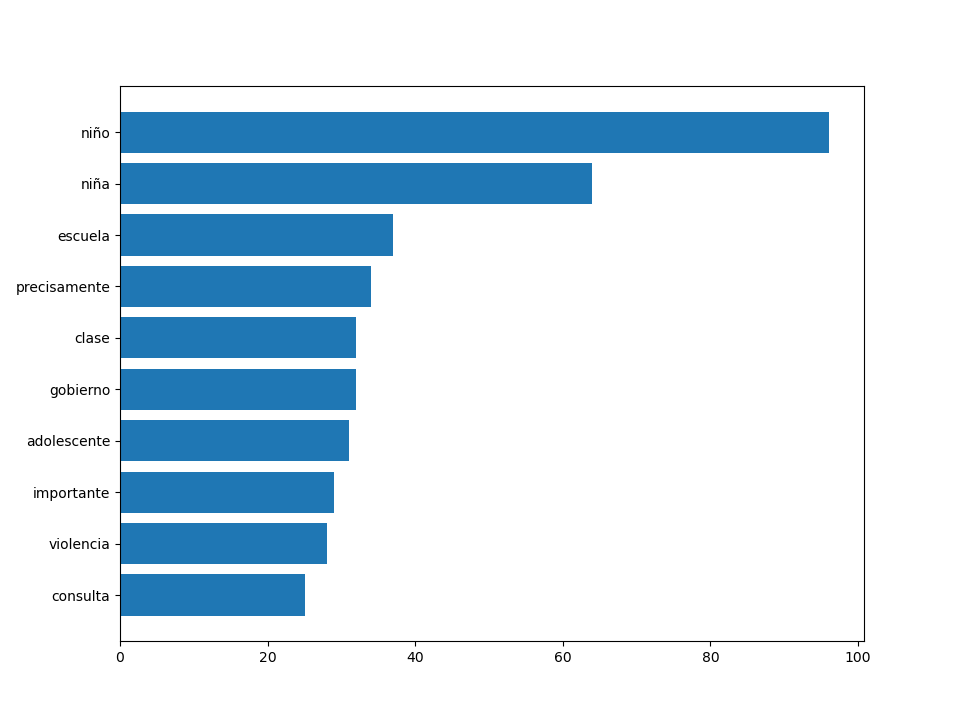 niño
niña
escuela
precisamente
clase
gobierno
adolescente
importante
violencia
consulta
0 20 40 60 80 100